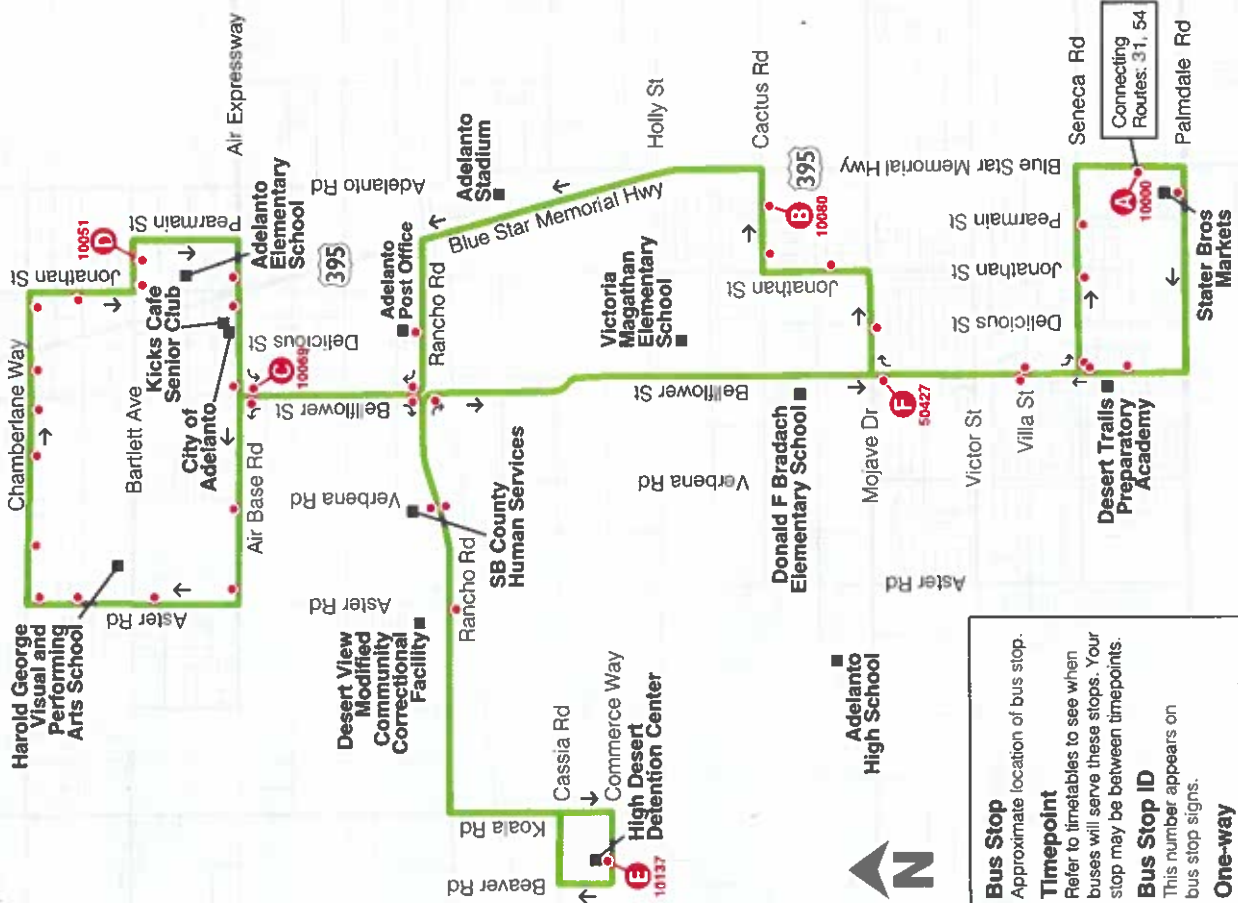 Chamberlane Way
Harold George
Visual and
Performing
Arts School
Aster Rd
Bartlett Ave
Kicks Cafe
Senior Club
City of
Adelanto
Jonathan St
10051
D
Pearmain St
Air Expressway
Adelanto
Elementary
School
395
Air Base Rd
C
10069
Delicious St
Bellflower St
Adelanto
Post Office
Adelanto Rd
Adelanto Rd
Adelanto
Stadium
Verbena Rd
Aster Rd
Rancho Rd
Blue Star Memorial Hwy
Holly St
Desert View
Modified
Community
Correctional
Facility
Rancho Rd
SB County
Human Services
Victoria
Magathan
Elementary
School
Cactus Rd
B
10080
395
Jonathan St
Bellflower St
Verbena Rd
Koala Rd
Beaver Rd
Cassia Rd
Commerce Way
High Desert
Detention Center
E
10137
Donald F Bradach
Elementary School
Mojave Dr
F
50427
Adelanto
High School
Aster Rd
Victor St
Villa St
Blue Star Memorial Hwy
Pearmain St
Jonathan St
Delicious St
Seneca Rd
Connecting
Routes: 31, 54
A
10000
Palmdale Rd
Stater Bros
Markets
Desert Trails
Preparatory
Academy
N
Bus Stop
Approximate location of bus stop.
Timepoint
Refer to timetables to see when
buses will serve these stops. Your
stop may be between timepoints.
Bus Stop ID
This number appears on
bus stop signs.
One-way